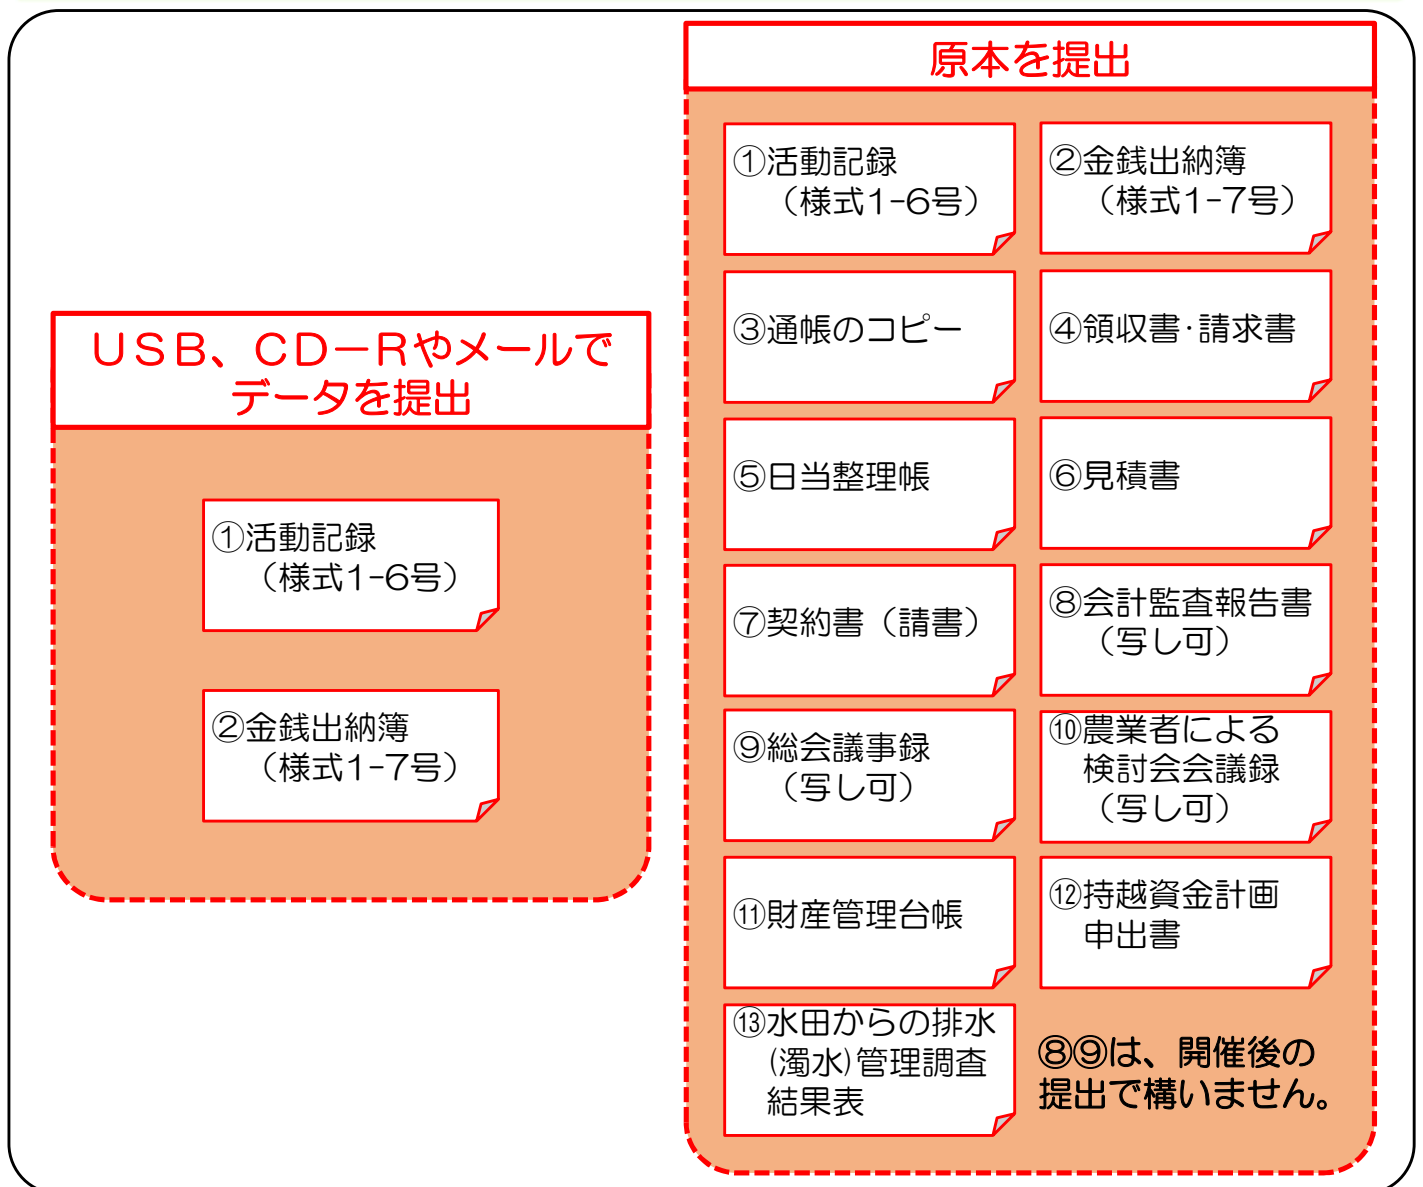 USB、CD-Rやメールで
データを提出
①活動記録
（様式1-6号）
②金銭出納簿
（様式1-7号）
原本を提出
①活動記録
（様式1-6号）
②金銭出納簿
（様式1-7号）
③通帳のコピー
④領収書･請求書
⑤日当整理帳
⑥見積書
⑦契約書（請書）
⑧会計監査報告書
（写し可）
⑨総会議事録
（写し可）
⑩農業者による
検討会会議録
（写し可）
⑪財産管理台帳
⑫持越資金計画
申出書
⑬水田からの排水
(濁水)管理調査
結果表
⑧⑨は、開催後の
提出で構いません。